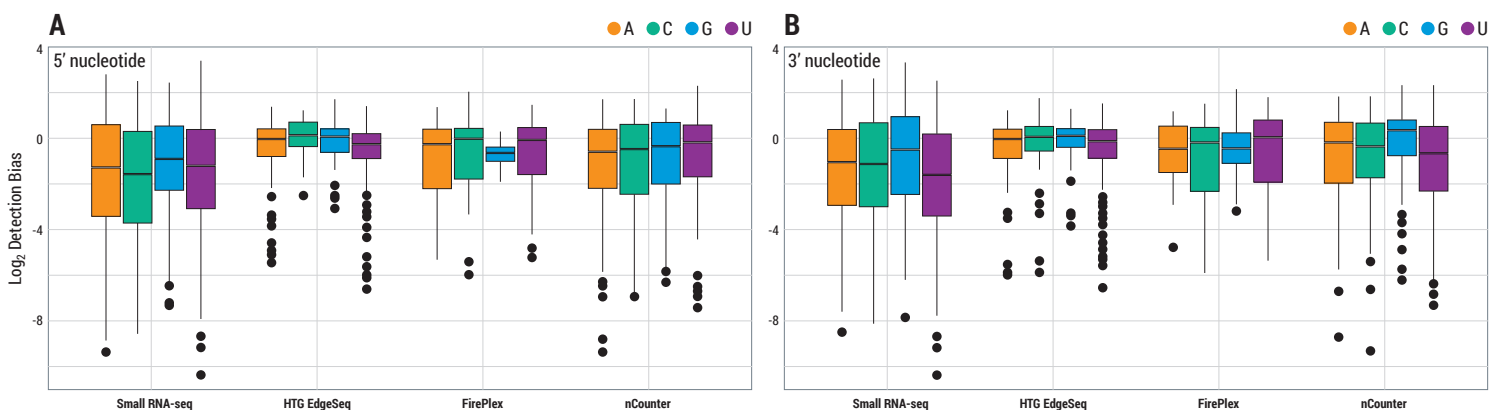 A
A C G U
5’ nucleotide
Log2 Detection Bias
4
0
-4
-8
Small RNA-seq HTG EdgeSeq FirePlex nCounter
B
A C G U
3’ nucleotide
4
0
-4
-8
Small RNA-seq HTG EdgeSeq FirePlex nCounter